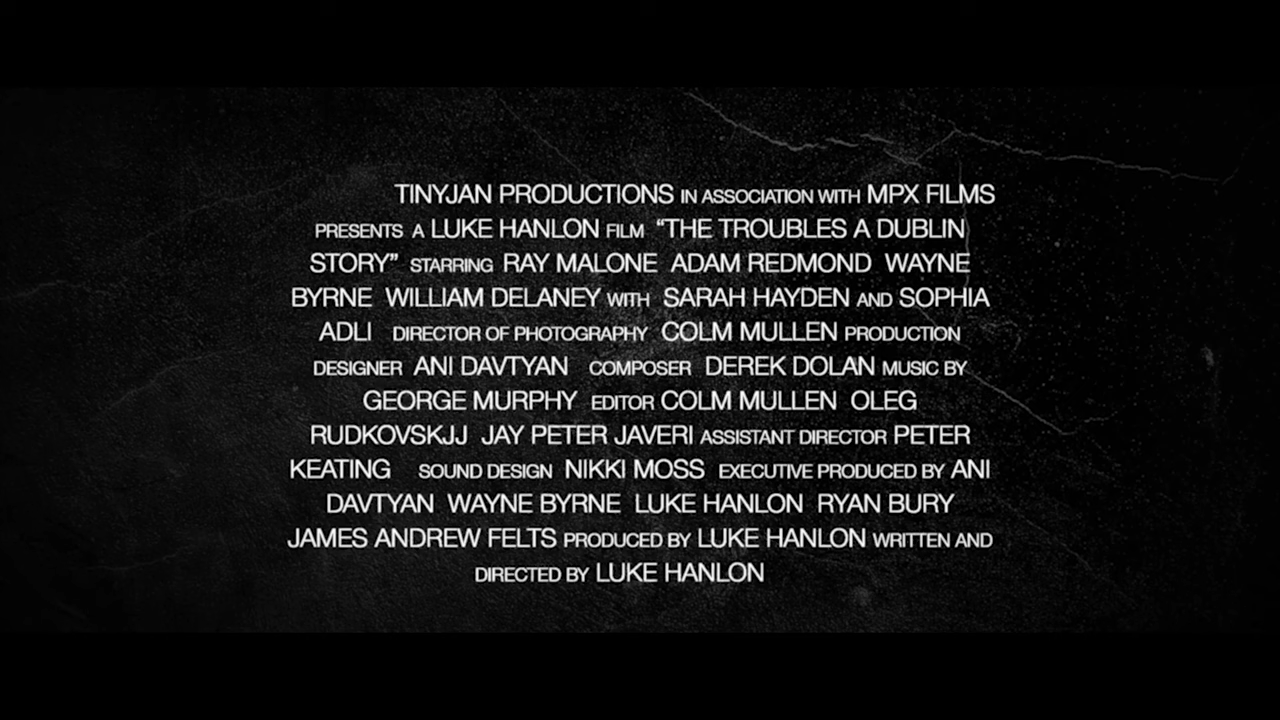 TINYJAN PRODUCTIONS IN ASSOCIATION WITH MPX FILMS
PRESENTS A LUKE HANLON FILM “THE TROUBLES A DUBLIN
STORY” STARRING RAY MALONE ADAM REDMOND WAYNE
BYRNE WILLIAM DELANEY WITH SARAH HAYDEN AND SOPHIA
ADLI DIRECTOR OF PHOTOGRAPHY COLM MULLEN PRODUCTION
DESIGNER ANI DAVTYAN COMPOSER DEREK DOLAN MUSIC BY
GEORGE MURPHY EDITOR COLM MULLEN OLEG
RUDKOVSKJJ JAY PETER JAVERI ASSISTANT DIRECTOR PETER
KEATING SOUND DESIGN NIKKI MOSS EXECUTIVE PRODUCED BY ANI
DAVTYAN WAYNE BYRNE LUKE HANLON RYAN BURY
JAMES ANDREW FELTS PRODUCED BY LUKE HANLON WRITTEN AND
DIRECTED BY LUKE HANLON